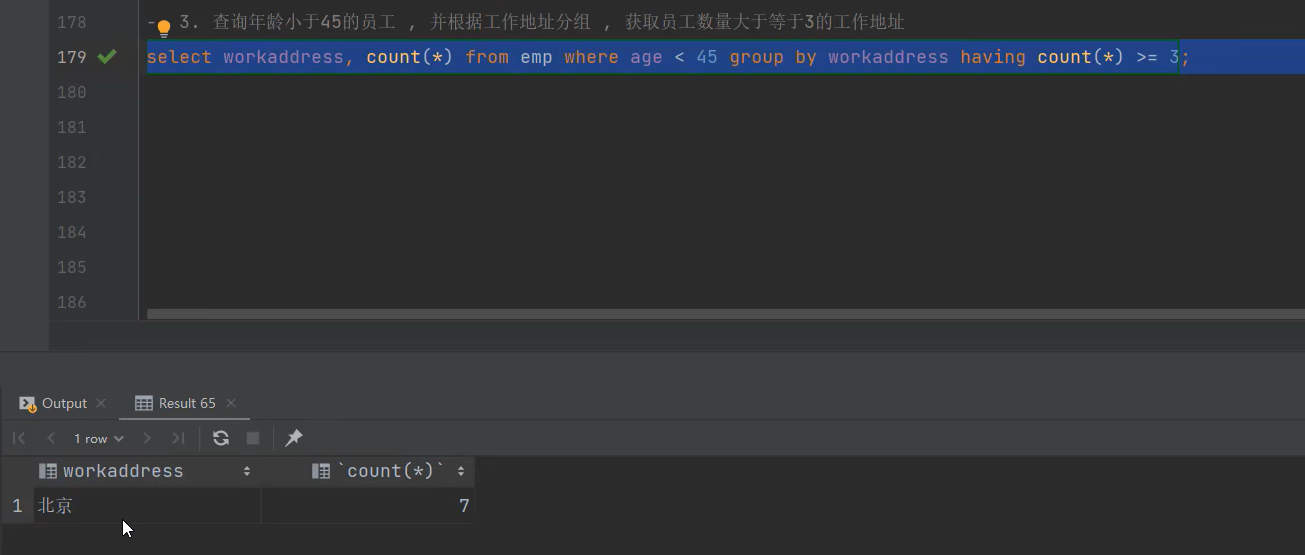 178 -- 3. 查询年龄小于45的员工 , 并根据工作地址分组 , 获取员工数量大于等于3的工作地址
179 select workaddress, count(*) from emp where age < 45 group by workaddress having count(*) >= 3;
180
181
182
183
184
185
186
Output Result 65
1 row
workaddress `count(*)`
1 北京 7